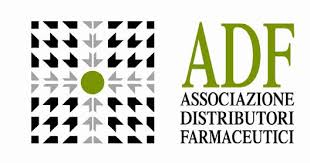 ADF
ASSOCIAZIONE
DISTRIBUTORI
FARMACEUTICI